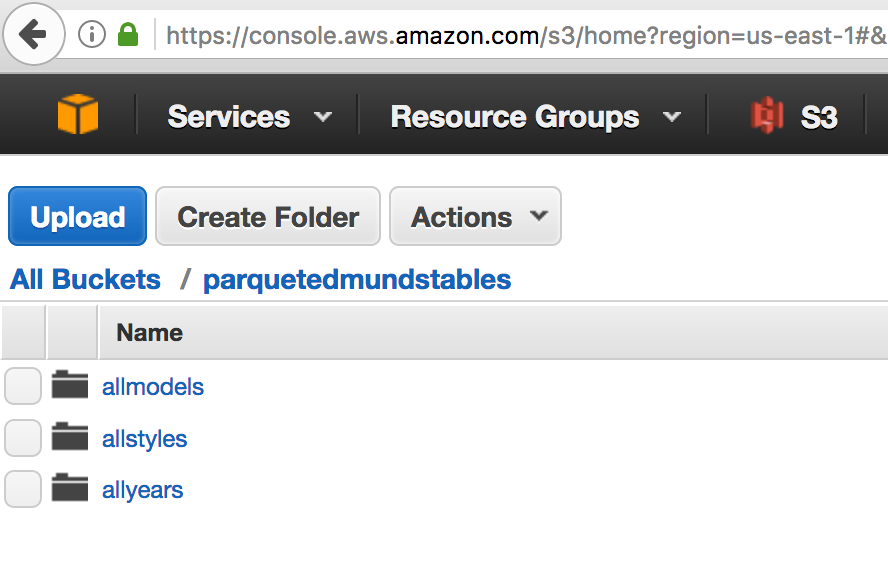 https://console.aws.amazon.com/s3/home?region=us-east-1#&
Services Resource Groups S3
Upload Create Folder Actions
All Buckets / parquetedmundstables
Name
allmodels
allstyles
allyears